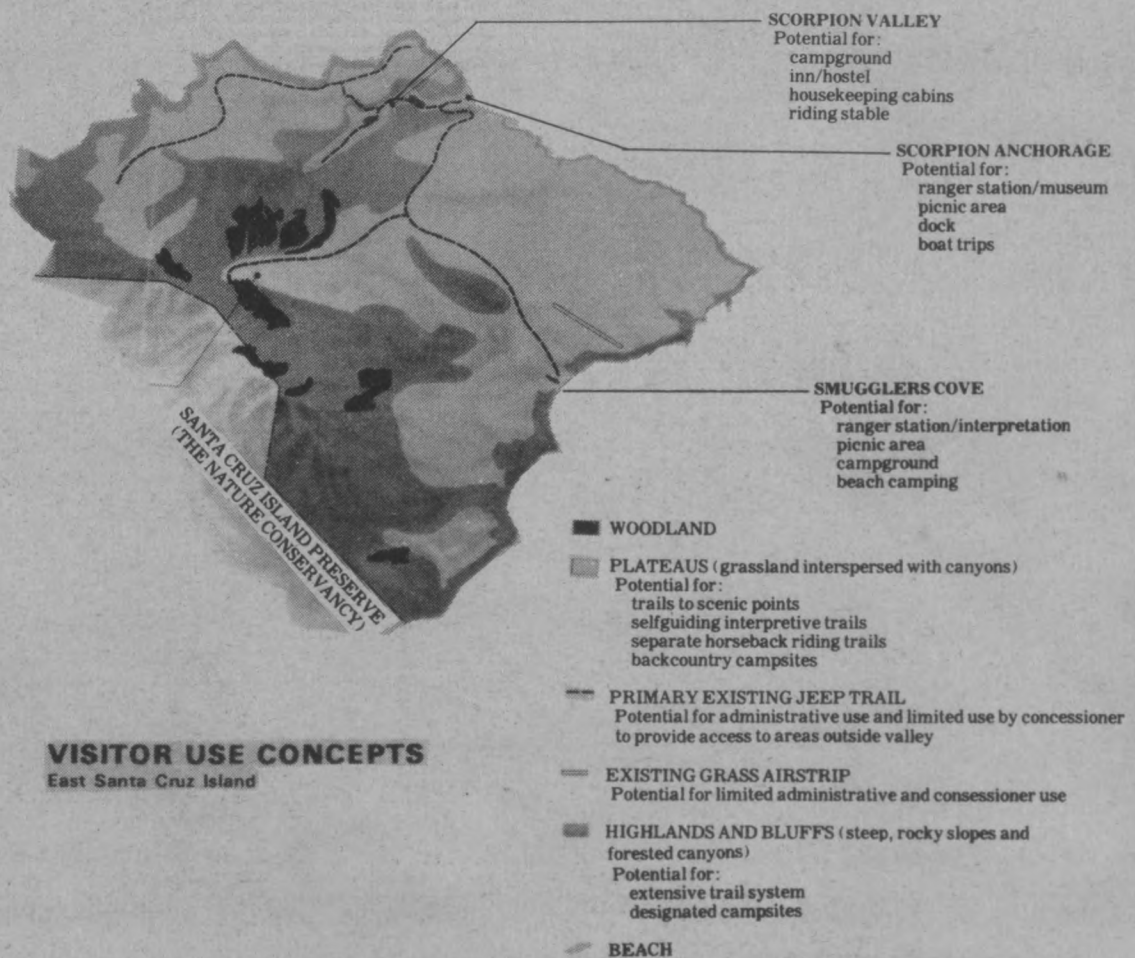 SCORPION VALLEY
Potential for:
campground
inn/hostel
housekeeping cabins
riding stable
SCORPION ANCHORAGE
Potential for:
ranger station/museum
picnic area
dock
boat trips
SMUGGLERS COVE
Potential for:
ranger station/interpretation
picnic area
campground
beach camping
SANTA CRUZ ISLAND PRESERVE
(THE NATURE CONSERVANCY)
WOODLAND
PLATEAUS (grassland interspersed with canyons)
Potential for:
trails to scenic points
selfguiding interpretive trails
separate horseback riding trails
backcountry campsites
PRIMARY EXISTING JEEP TRAIL
Potential for administrative use and limited use by concessioner
to provide access to areas outside valley
VISITOR USE CONCEPTS
East Santa Cruz Island
EXISTING GRASS AIRSTRIP
Potential for limited administrative and consessioner use
HIGHLANDS AND BLUFFS (steep, rocky slopes and
forested canyons)
Potential for:
extensive trail system
designated campsites
BEACH